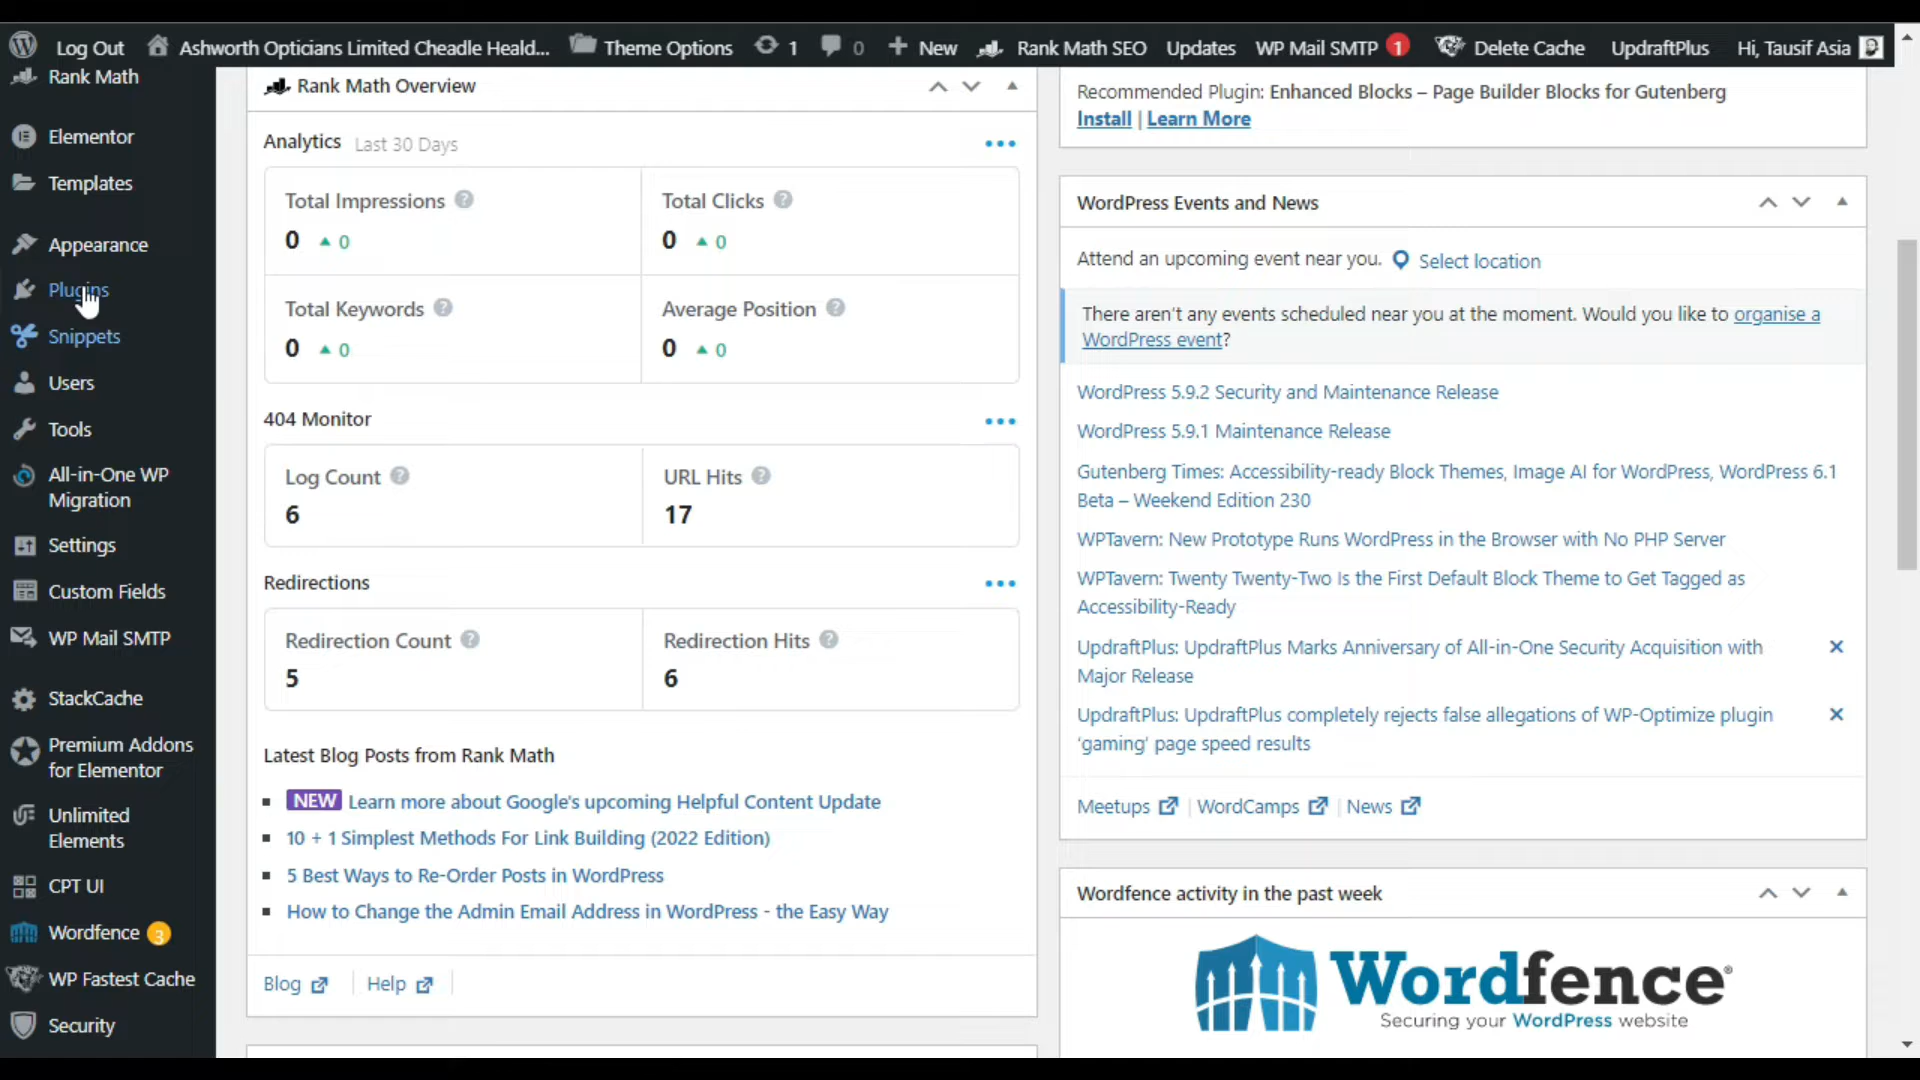 Log Out
Ashworth Opticians Limited Cheadle Heald...
Theme Options
1
0
New
Rank Math SEO
Updates
WP Mail SMTP 1
Delete Cache
UpdraftPlus
Hi, Tausif Asia
Rank Math
Elementor
Templates
Appearance
Plugins
Snippets
Users
Tools
All-in-One WP
Migration
Settings
Custom Fields
WP Mail SMTP
StackCache
Premium Addons
for Elementor
Unlimited
Elements
CPT UI
Wordfence 3
WP Fastest Cache
Security
Rank Math Overview
Analytics Last 30 Days
Total Impressions
0 0
Total Clicks
0 0
Total Keywords
0 0
Average Position
0 0
404 Monitor
Log Count
6
URL Hits
17
Redirections
Redirection Count
5
Redirection Hits
6
Latest Blog Posts from Rank Math
NEW Learn more about Google's upcoming Helpful Content Update
10 + 1 Simplest Methods For Link Building (2022 Edition)
5 Best Ways to Re-Order Posts in WordPress
How to Change the Admin Email Address in WordPress - the Easy Way
Blog | Help |
Recommended Plugin: Enhanced Blocks – Page Builder Blocks for Gutenberg
Install | Learn More
WordPress Events and News
Attend an upcoming event near you. Select location
There aren't any events scheduled near you at the moment. Would you like to organise a
WordPress event?
WordPress 5.9.2 Security and Maintenance Release
WordPress 5.9.1 Maintenance Release
Gutenberg Times: Accessibility-ready Block Themes, Image AI for WordPress, WordPress 6.1
Beta – Weekend Edition 230
WPTavern: New Prototype Runs WordPress in the Browser with No PHP Server
WPTavern: Twenty Twenty-Two Is the First Default Block Theme to Get Tagged as
Accessibility-Ready
UpdraftPlus: UpdraftPlus Marks Anniversary of All-in-One Security Acquisition with
Major Release
UpdraftPlus: UpdraftPlus completely rejects false allegations of WP-Optimize plugin
'gaming' page speed results
Meetups | WordCamps | News
Wordfence activity in the past week
Wordfence®
Securing your WordPress website